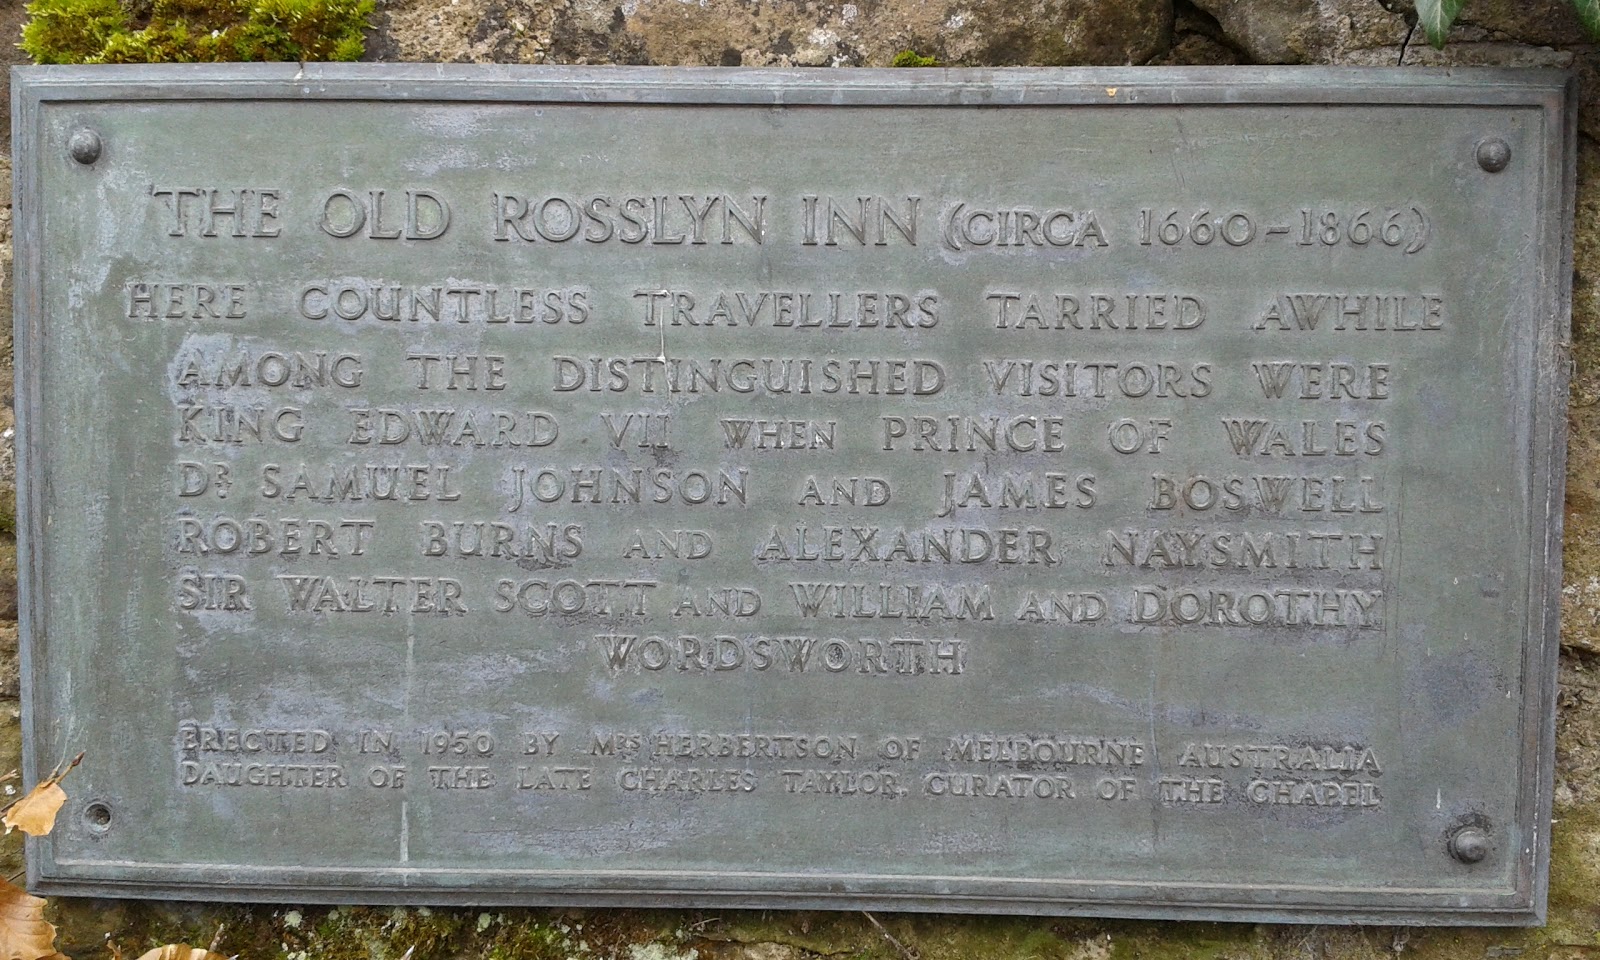 THE OLD ROSSLYN INN (CIRCA 1660-1866)
HERE COUNTLESS TRAVELLERS TARRIED AWHILE
AMONG THE DISTINGUISHED VISITORS WERE
KING EDWARD VII WHEN PRINCE OF WALES
DR SAMUEL JOHNSON AND JAMES BOSWELL
ROBERT BURNS AND ALEXANDER NAYSMITH
SIR WALTER SCOTT AND WILLIAM AND DOROTHY
WORDSWORTH
ERECTED IN 1950 BY MRS HERBERTSON OF MELBOURNE AUSTRALIA
DAUGHTER OF THE LATE CHARLES TAYLOR, CURATOR OF THE CHAPEL